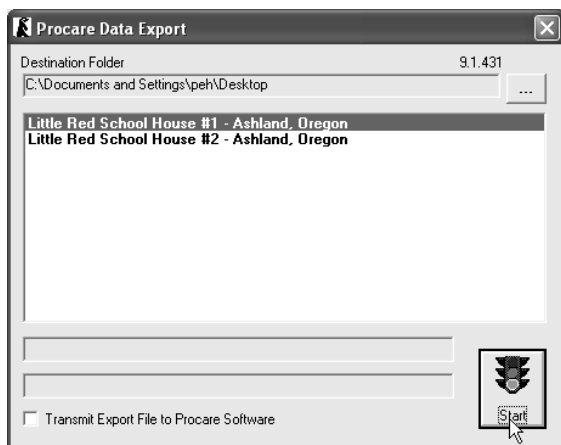 Procare Data Export
Destination Folder 9.1.431
C:\Documents and Settings\peh\Desktop ...
Little Red School House #1 - Ashland, Oregon
Little Red School House #2 - Ashland, Oregon
Start
Transmit Export File to Procare Software